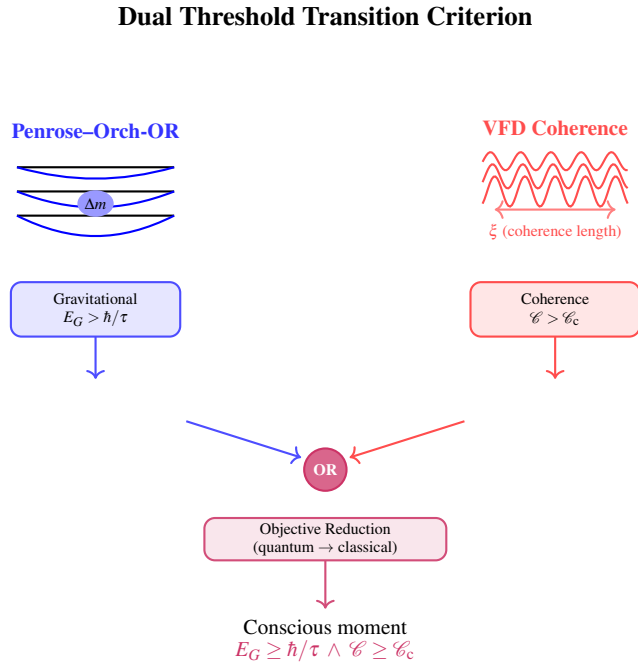 Dual Threshold Transition Criterion
Penrose–Orch-OR
VFD Coherence
Δm
ξ (coherence length)
Gravitational
E_G > ℏ/τ
Coherence
𝒞 > 𝒞_c
OR
Objective Reduction
(quantum → classical)
Conscious moment
E_G ≥ ℏ/τ ∧ 𝒞 ≥ 𝒞_c